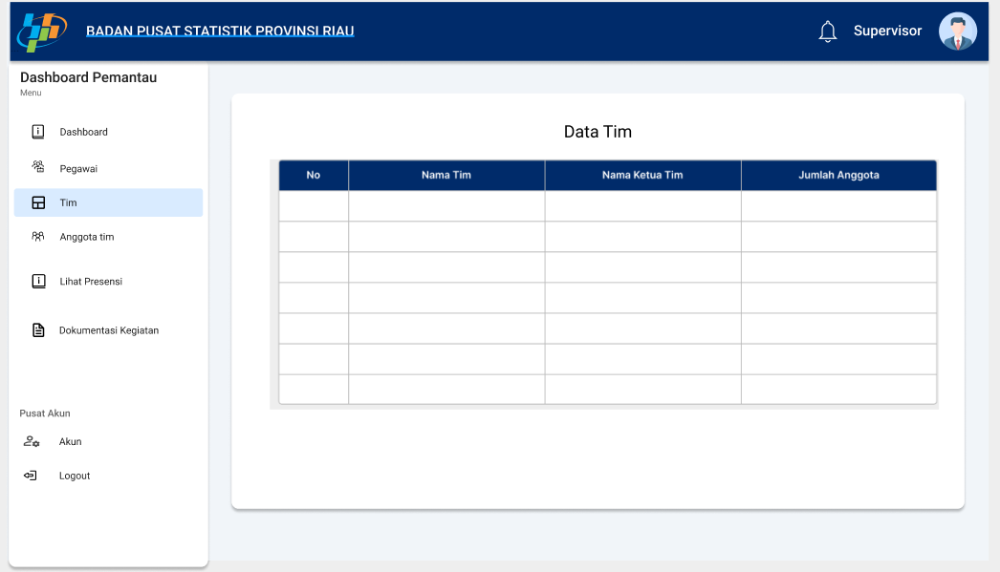 BADAN PUSAT STATISTIK PROVINSI RIAU
Supervisor
Dashboard Pemantau
Menu
Dashboard
Pegawai
Tim
Anggota tim
Lihat Presensi
Dokumentasi Kegiatan
Pusat Akun
Akun
Logout
Data Tim
No Nama Tim Nama Ketua Tim Jumlah Anggota